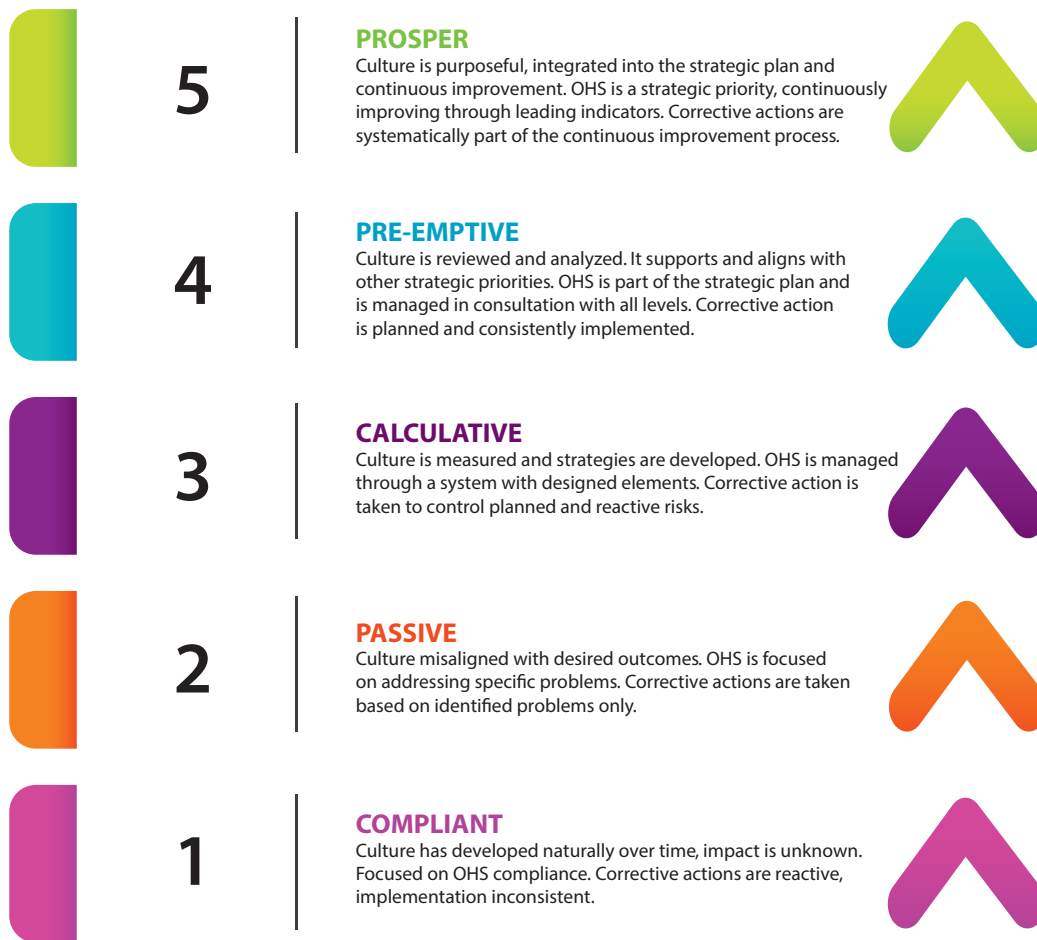 5
PROSPER
Culture is purposeful, integrated into the strategic plan and
continuous improvement. OHS is a strategic priority, continuously
improving through leading indicators. Corrective actions are
systematically part of the continuous improvement process.
4
PRE-EMPTIVE
Culture is reviewed and analyzed. It supports and aligns with
other strategic priorities. OHS is part of the strategic plan and
is managed in consultation with all levels. Corrective action
is planned and consistently implemented.
3
CALCULATIVE
Culture is measured and strategies are developed. OHS is managed
through a system with designed elements. Corrective action is
taken to control planned and reactive risks.
2
PASSIVE
Culture misaligned with desired outcomes. OHS is focused
on addressing specific problems. Corrective actions are taken
based on identified problems only.
1
COMPLIANT
Culture has developed naturally over time, impact is unknown.
Focused on OHS compliance. Corrective actions are reactive,
implementation inconsistent.